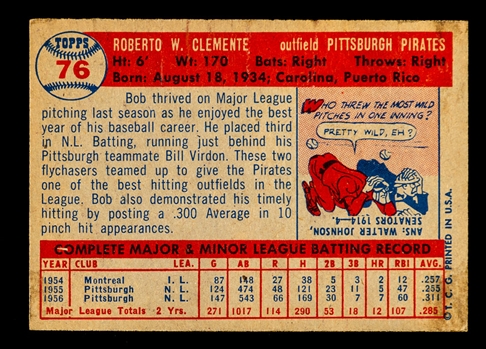 TOPPS
76
ROBERTO W. CLEMENTE outfield PITTSBURGH PIRATES
Ht: 6' Wt: 170 Bats: Right Throws: Right
Born: August 18, 1934; Carolina, Puerto Rico
Bob thrived on Major League
pitching last season as he enjoyed the best
year of his baseball career. He placed third
in N.L. Batting, running just behind his
Pittsburgh teammate Bill Virdon. These two
flychasers teamed up to give the Pirates
one of the best hitting outfields in the
League. Bob also demonstrated his timely
hitting by posting a .300 Average in 10
pinch hit appearances.
WHO THREW THE MOST WILD
PITCHES IN ONE INNING?
PRETTY WILD, EH?
ANS: WALTER JOHNSON,
SENATORS 1914-4.
COMPLETE MAJOR & MINOR LEAGUE BATTING RECORD
YEAR CLUB LEA. G AB R H 2B 3B HR RBI AVG.
1954 Montreal I.L. 87 148 27 38 5 3 2 12 .257
1955 Pittsburgh N.L. 124 474 48 121 23 11 5 47 .255
1956 Pittsburgh N.L. 147 543 66 169 30 7 7 60 .311
Major League Totals 2 Yrs. 271 1017 114 290 53 18 12 107 .285
© T. C. G. PRINTED IN U.S.A.